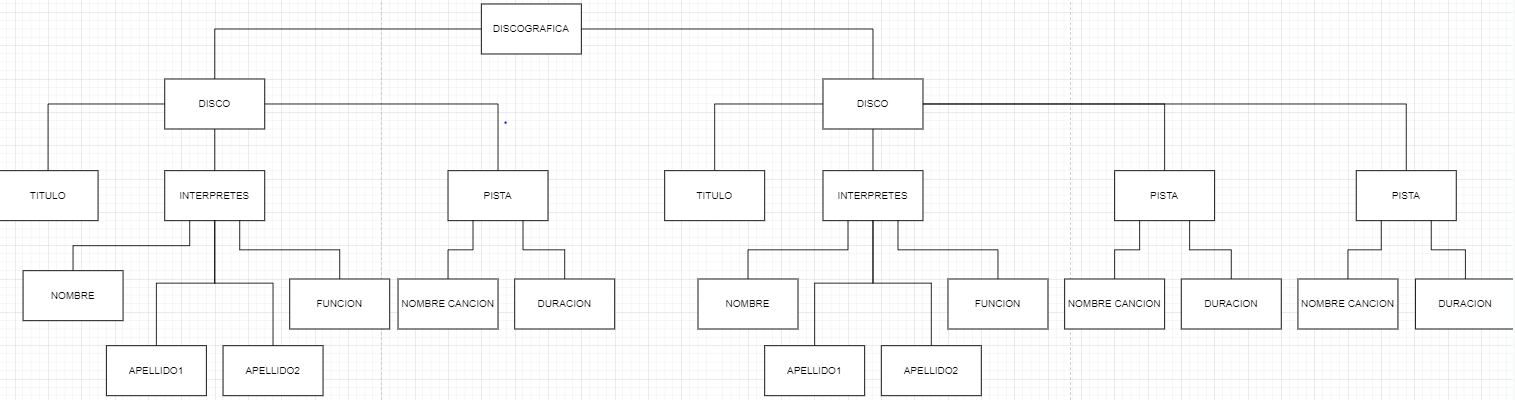 DISCOGRAFICA
DISCO
DISCO
TITULO
INTERPRETES
PISTA
TITULO
INTERPRETES
PISTA
PISTA
NOMBRE
FUNCION
NOMBRE CANCION
DURACION
NOMBRE
FUNCION
NOMBRE CANCION
DURACION
NOMBRE CANCION
DURACION
APELLIDO1
APELLIDO2
APELLIDO1
APELLIDO2